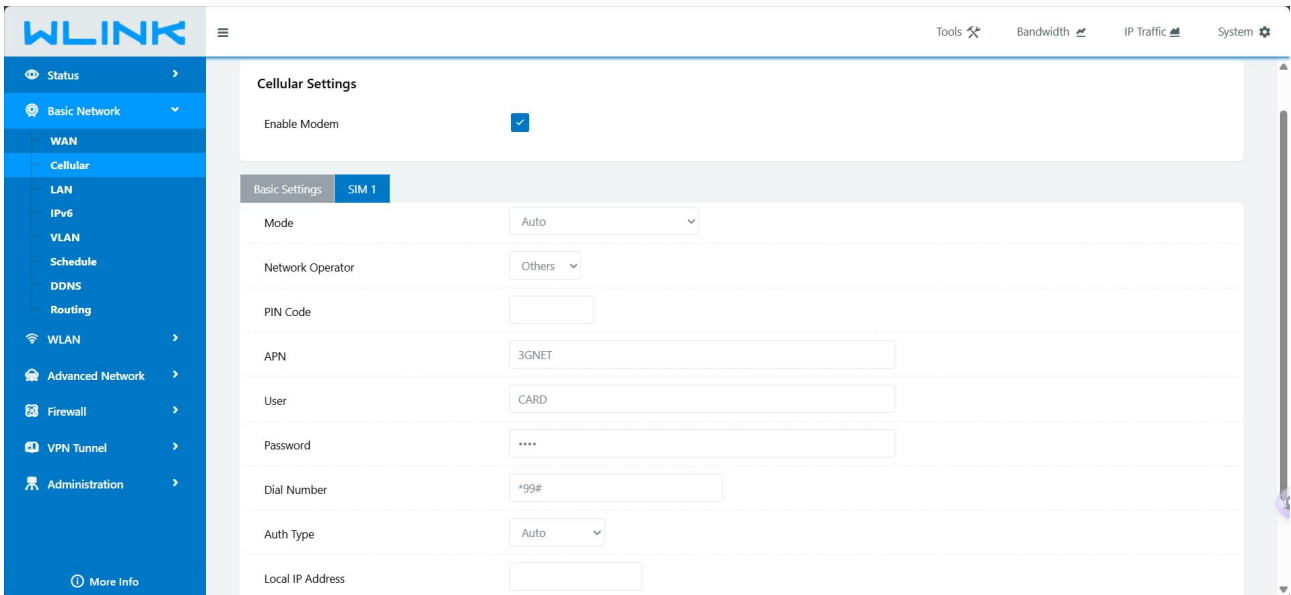 WLINK
Tools
Bandwidth
IP Traffic
System
Status
Basic Network
WAN
Cellular
LAN
IPv6
VLAN
Schedule
DDNS
Routing
WLAN
Advanced Network
Firewall
VPN Tunnel
Administration
More Info
Cellular Settings
Enable Modem
Basic Settings
SIM 1
Mode
Auto
Network Operator
Others
PIN Code
APN
3GNET
User
CARD
Password
••••
Dial Number
*99#
Auth Type
Auto
Local IP Address